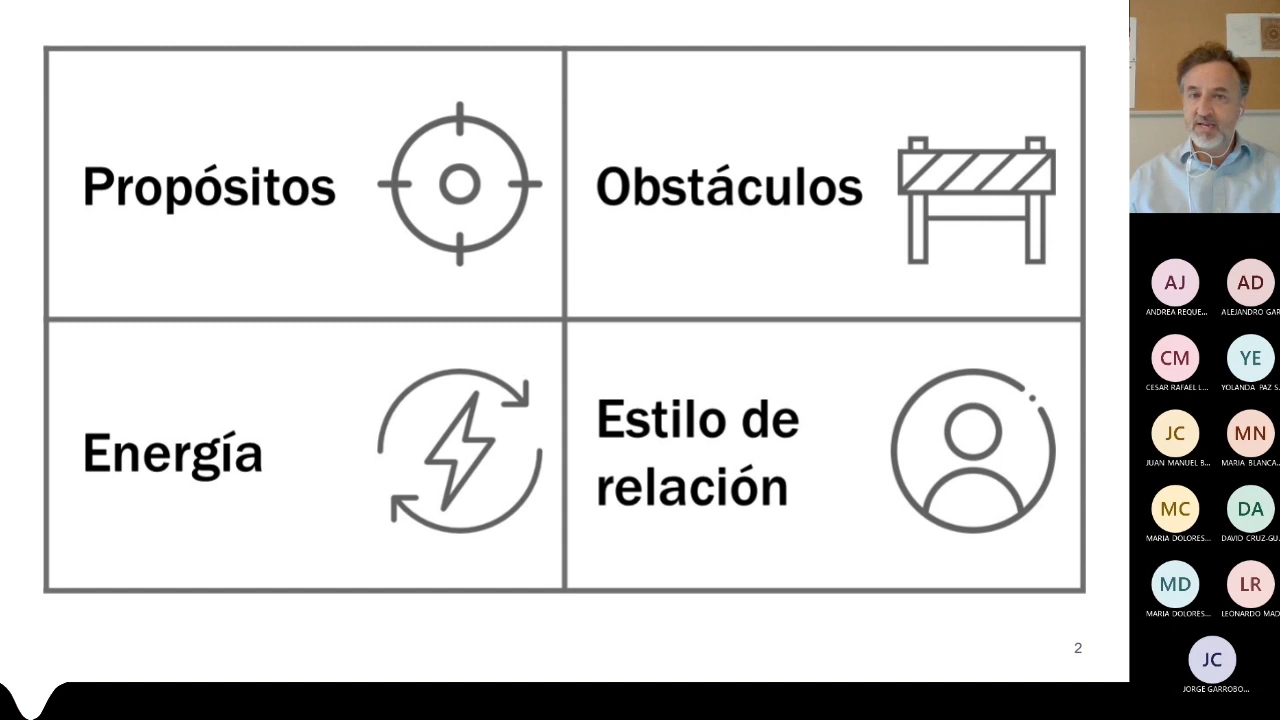 Propósitos
Obstáculos
Energía
Estilo de
relación
2
AJ
AD
ANDREA REQUE...
ALEJANDRO GAR
CM
YE
CESAR RAFAEL L...
YOLANDA PAZ S.
JC
MN
JUAN MANUEL B...
MARIA BLANCA..
MC
DA
MARIA DOLORES...
DAVID CRUZ-GU.
MD
LR
MARIA DOLORES...
LEONARDO MAD
JC
JORGE GARROBO...